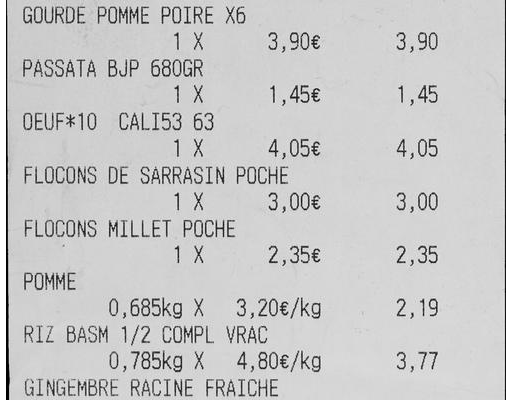 GOURDE POMME POIRE X6
1 X 3,90€ 3,90
PASSATA BJP 680GR
1 X 1,45€ 1,45
OEUF*10 CALI53 63
1 X 4,05€ 4,05
FLOCONS DE SARRASIN POCHE
1 X 3,00€ 3,00
FLOCONS MILLET POCHE
1 X 2,35€ 2,35
POMME
0,685kg X 3,20€/kg 2,19
RIZ BASM 1/2 COMPL VRAC
0,785kg X 4,80€/kg 3,77
GINGEMBRE RACINE FRAICHE